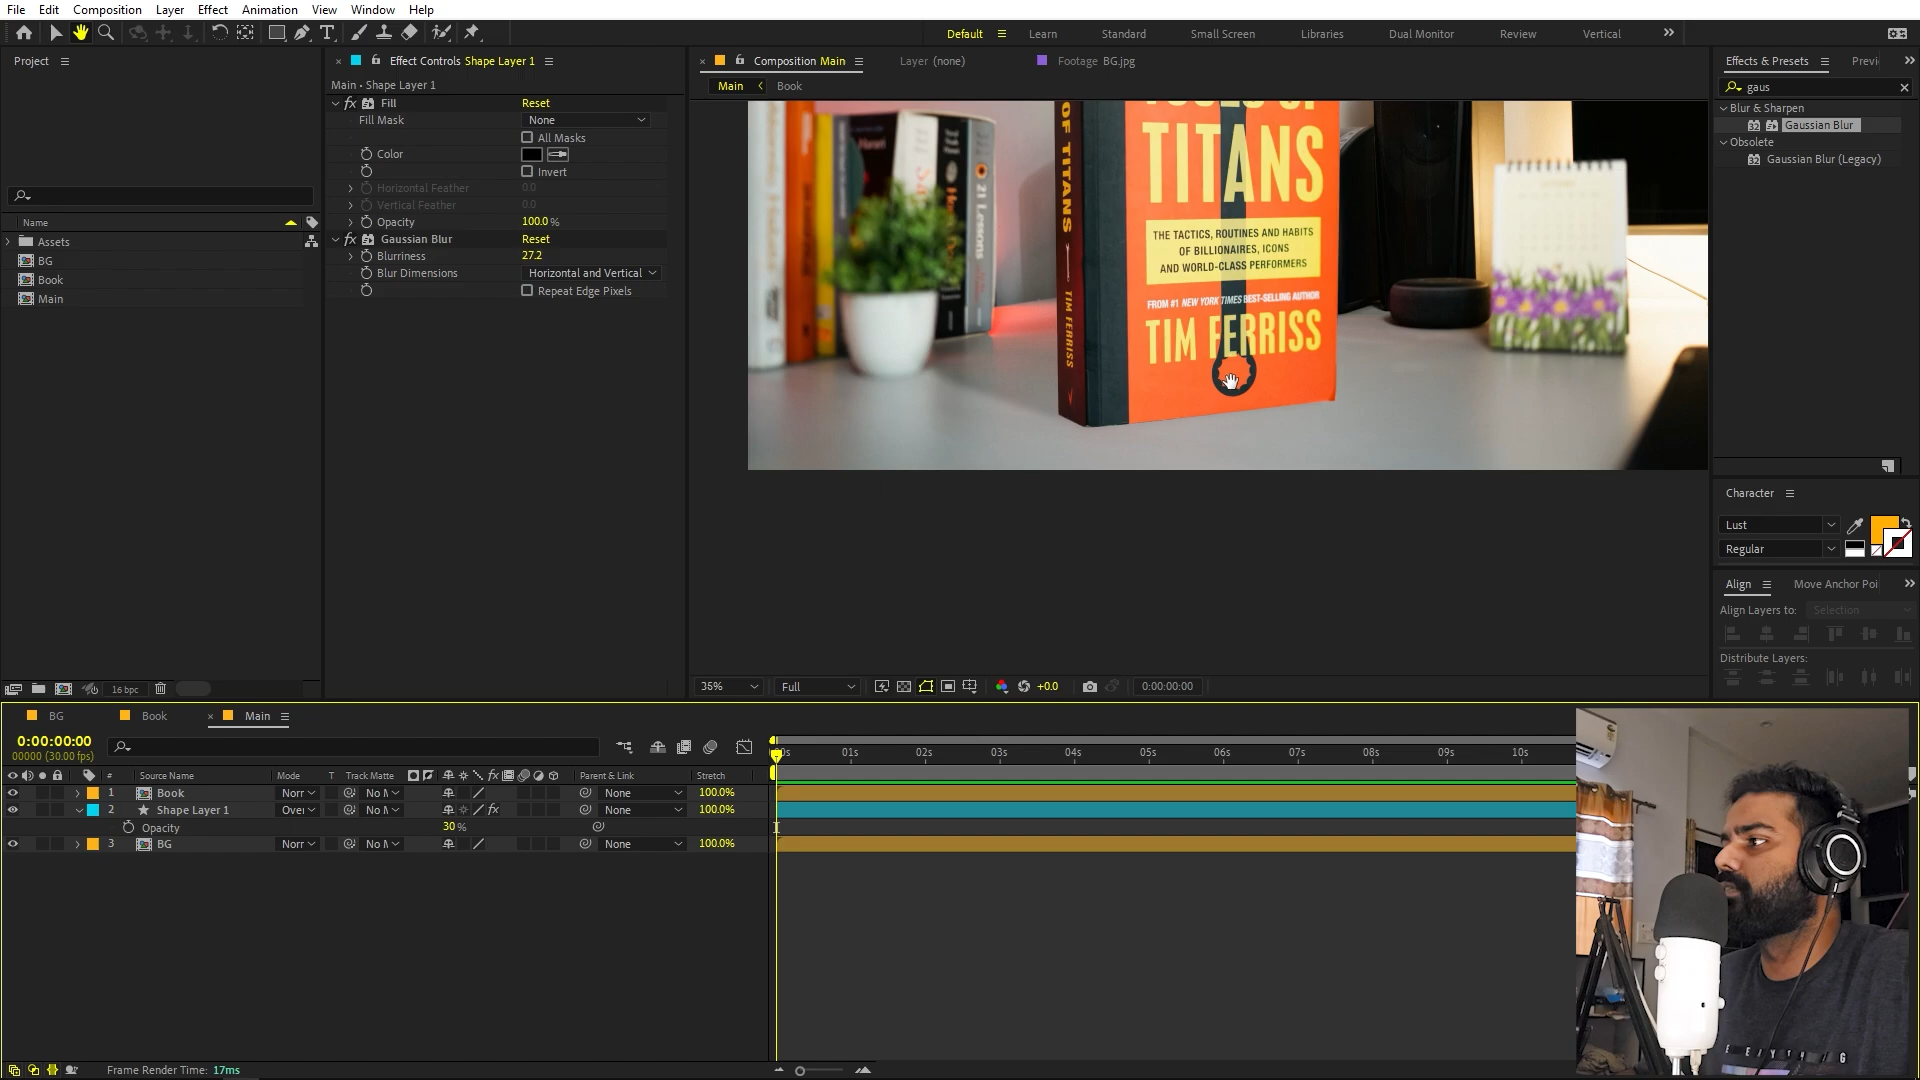 File Edit Composition Layer Effect Animation View Window Help
Default Learn Standard Small Screen Libraries Dual Monitor Review Vertical
Project
Effect Controls Shape Layer 1
Composition Main
Layer (none)
Footage BG.jpg
Effects & Presets
Main • Shape Layer 1
Main Book
gaus
Fill Reset
Fill Mask None
All Masks
Color
Invert
Horizontal Feather 0.0
Vertical Feather 0.0
Opacity 100.0 %
Gaussian Blur Reset
Blurriness 27.2
Blur Dimensions Horizontal and Vertical
Repeat Edge Pixels
Blur & Sharpen
Gaussian Blur
Obsolete
Gaussian Blur (Legacy)
Name
Assets
BG
Book
Main
16 bpc
OF TITANS
TIM FERRISS
TITANS
THE TACTICS, ROUTINES AND HABITS
OF BILLIONAIRES, ICONS
AND WORLD-CLASS PERFORMERS
FROM #1 NEW YORK TIMES BEST-SELLING AUTHOR
TIM FERRISS
21 Lessons
Character
Lust
Regular
Align Move Anchor Poi
Align Layers to: Selection
Distribute Layers:
35% Full +0.0 0:00:00:00
BG Book Main
0:00:00:00
00000 (30.00 fps)
01s 02s 03s 04s 05s 06s 07s 08s 09s 10s
# Source Name Mode T Track Matte Parent & Link Stretch
1 Book None 100.0%
2 Shape Layer 1 None 100.0%
Opacity 30 %
3 BG None 100.0%
Frame Render Time: 17ms